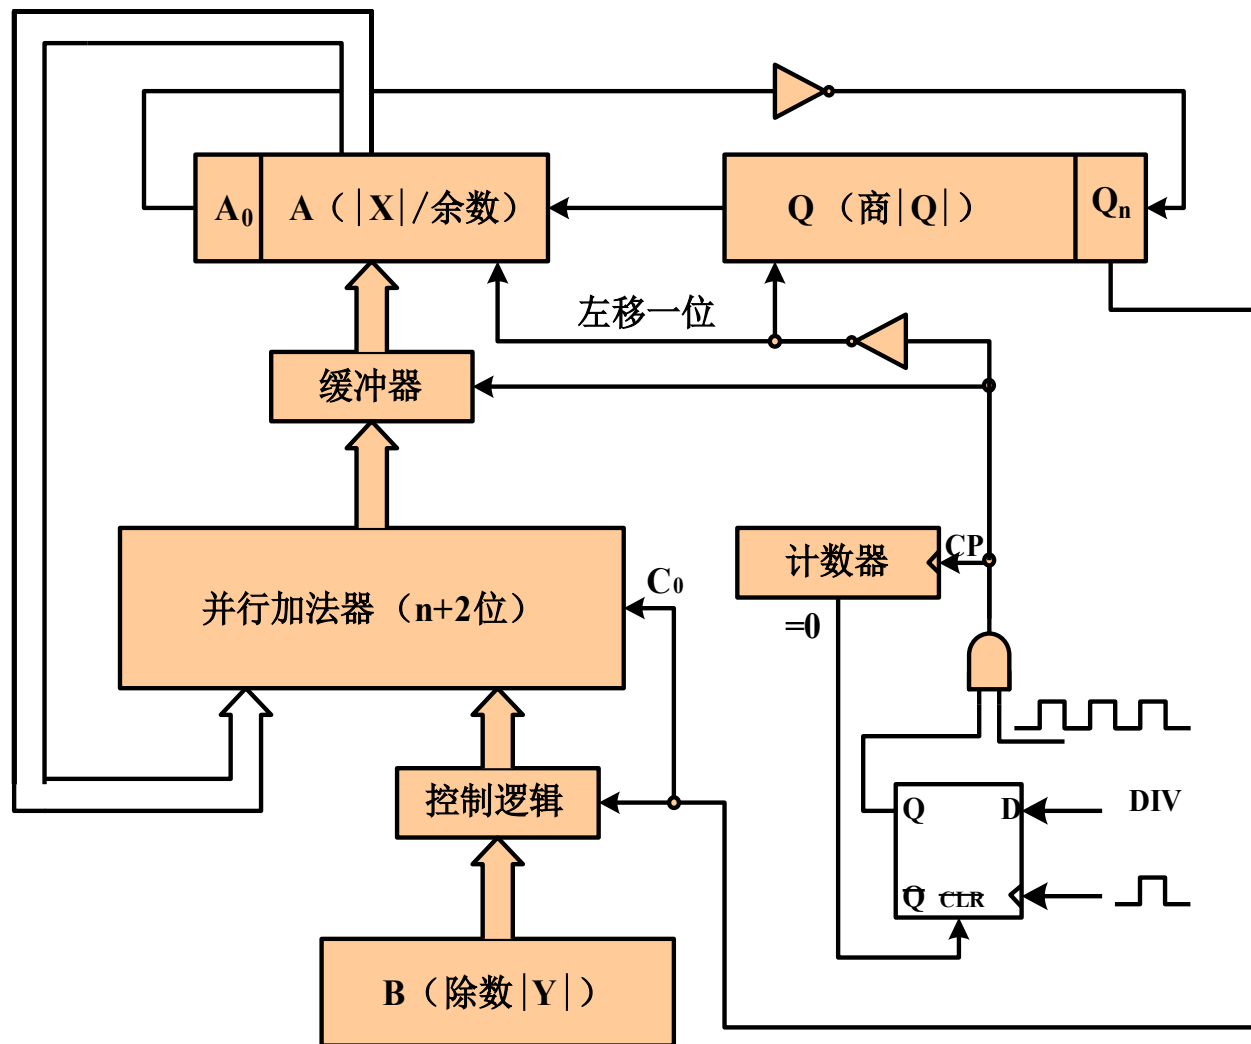 A₀ A（|X|/余数） Q（商|Q|） Qₙ
左移一位
缓冲器
计数器 CP
=0
C₀
并行加法器（n+2位）
控制逻辑
Q D DIV
Q̅ C̅L̅R̅
B（除数|Y|）